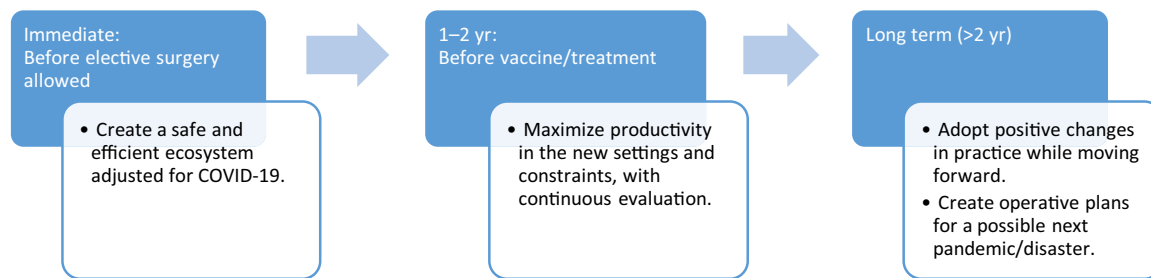 Immediate:
Before elective surgery
allowed
• Create a safe and
efficient ecosystem
adjusted for COVID-19.
1–2 yr:
Before vaccine/treatment
• Maximize productivity
in the new settings and
constraints, with
continuous evaluation.
Long term (>2 yr)
• Adopt positive changes
in practice while moving
forward.
• Create operative plans
for a possible next
pandemic/disaster.